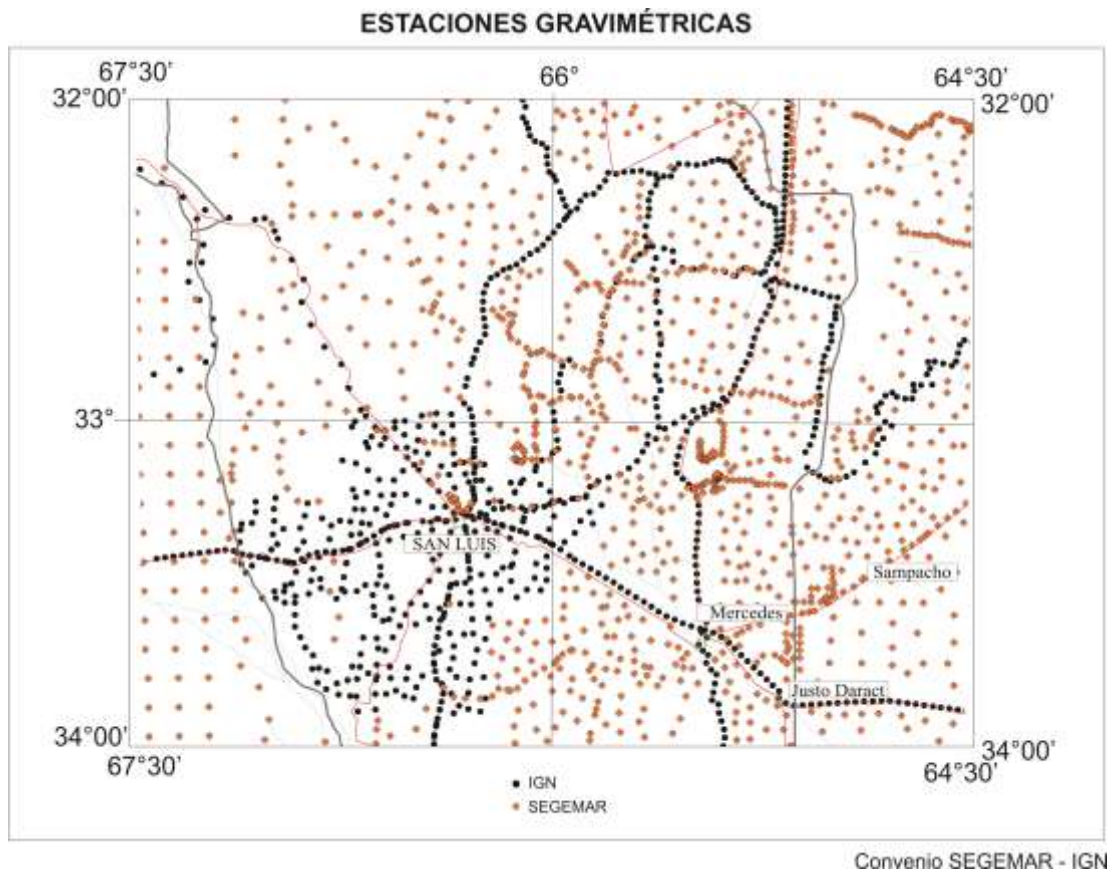 ESTACIONES GRAVIMÉTRICAS
67°30' 66° 64°30'
32°00' 32°00'
33°
SAN LUIS
Sampacho
Mercedes
Justo Daract
34°00' 34°00'
67°30' 64°30'
IGN
SEGEMAR
Convenio SEGEMAR - IGN